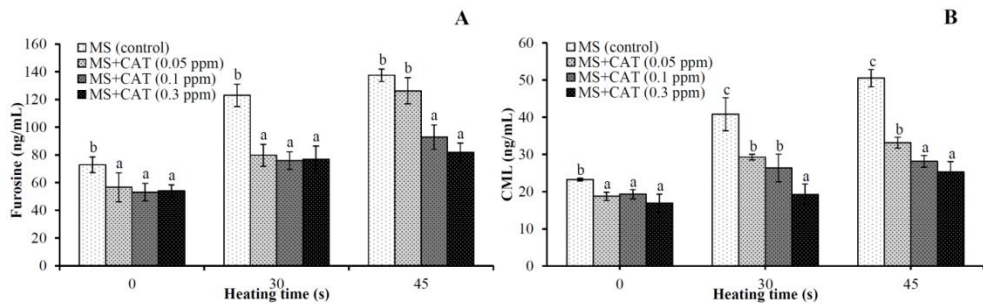 A
Furosine (ng/mL)
160
140
120
100
80
60
40
20
0
MS (control)
MS+CAT (0.05 ppm)
MS+CAT (0.1 ppm)
MS+CAT (0.3 ppm)
b
a
a
a
b
a
a
a
b
b
a
a
0
30
45
Heating time (s)
B
CML (ng/mL)
60
50
40
30
20
10
0
MS (control)
MS+CAT (0.05 ppm)
MS+CAT (0.1 ppm)
MS+CAT (0.3 ppm)
b
a
a
a
c
b
b
a
c
b
a
a
0
30
45
Heating time (s)